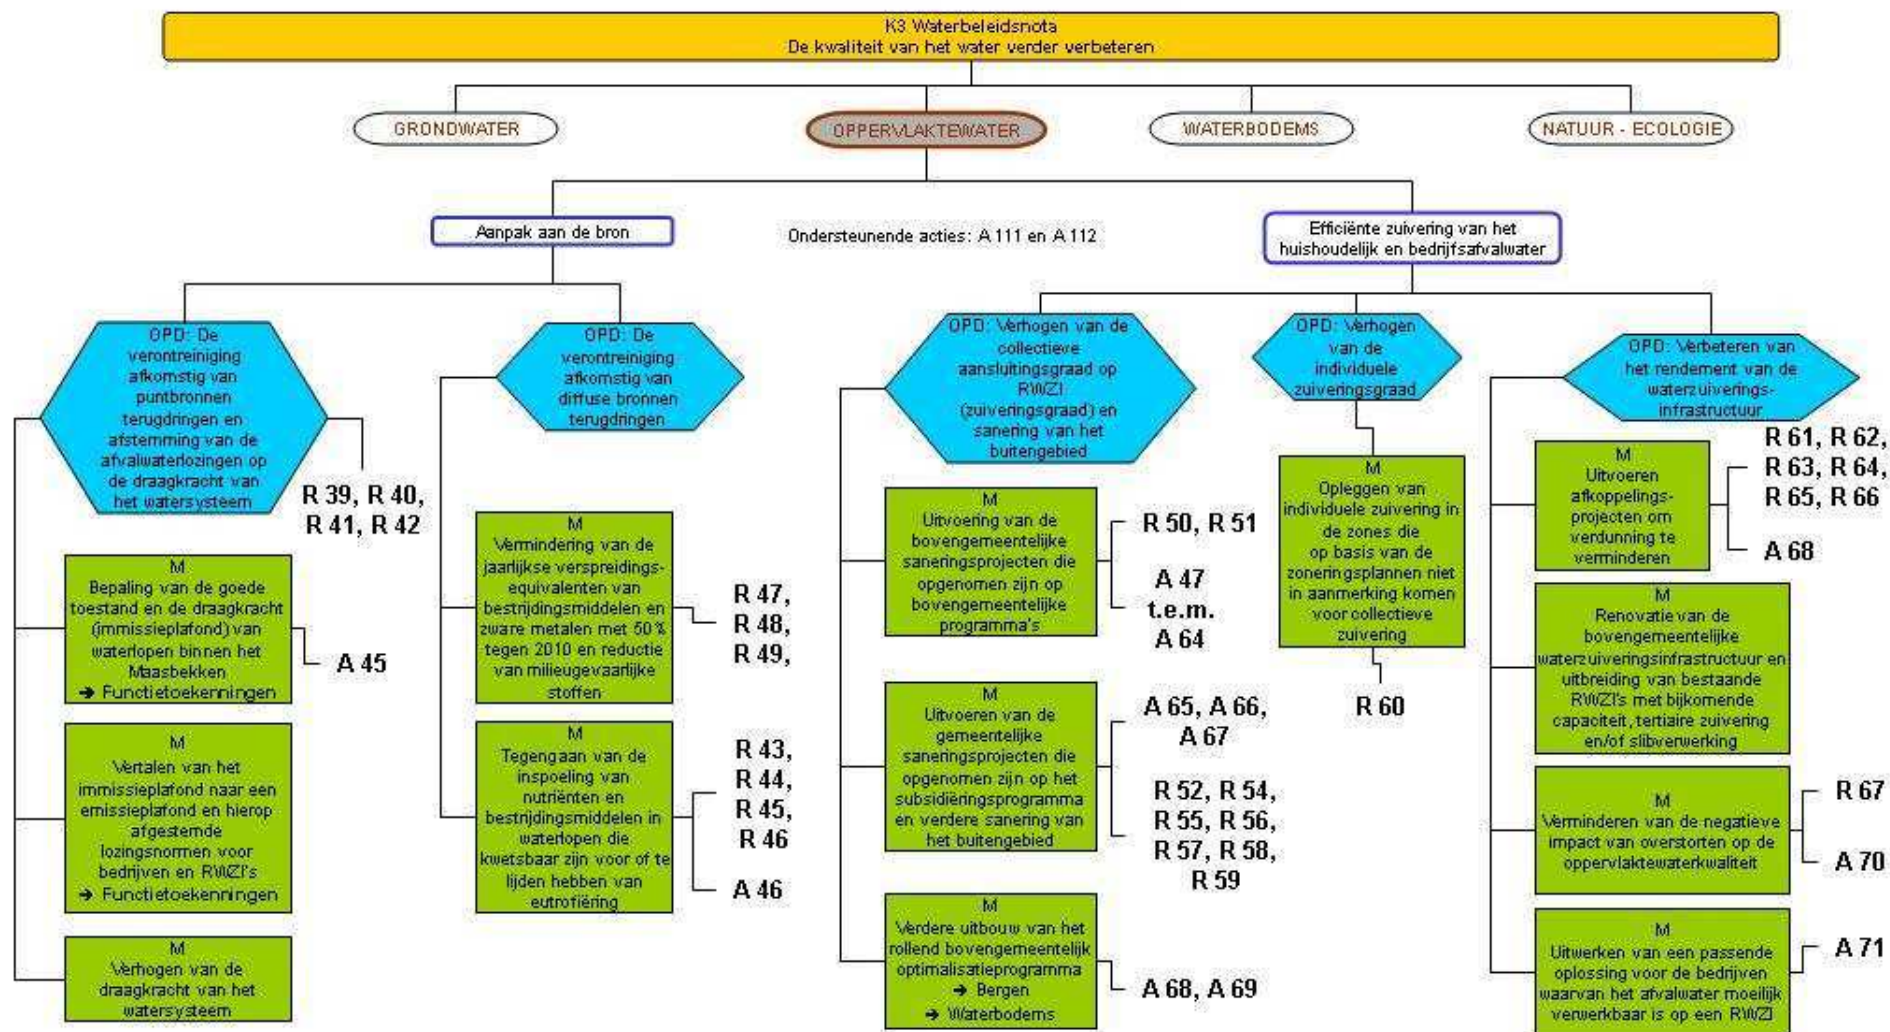 K3 Waterbeleidsnota
De kwaliteit van het water verder verbeteren
GRONDWATER
OPPERVLAKTEWATER
WATERBODEMS
NATUUR - ECOLOGIE
Aanpak aan de bron
Ondersteunende acties: A 111 en A 112
Efficiënte zuivering van het
huishoudelijk en bedrijfsafvalwater
OPD: De
verontreiniging
afkomstig van
puntbronnen
terugdringen en
afstemming van de
afvalwaterlozingen op
de draagkracht van
het watersysteem
R 39, R 40,
R 41, R 42
M
Bepaling van de goede
toestand en de draagkracht
(immissieplafond) van
waterlopen binnen het
Maasbekken
→ Functietoekenningen
A 45
M
Vertalen van het
immissieplafond naar een
emissieplafond en hierop
afgestemde
lozingsnormen voor
bedrijven en RWZI's
→ Functietoekenningen
M
Verhogen van de
draagkracht van het
watersysteem
OPD: De
verontreiniging
afkomstig van
diffuse bronnen
terugdringen
M
Vermindering van de
jaarlijkse verspreidings-
equivalenten van
bestrijdingsmiddelen en
zware metalen met 50%
tegen 2010 en reductie
van milieugevaarlijke
stoffen
R 47,
R 48,
R 49,
M
Tegengaan van de
inspoeling van
nutriënten en
bestrijdingsmiddelen in
waterlopen die
kwetsbaar zijn voor of te
lijden hebben van
eutrofiëring
R 43,
R 44,
R 45,
R 46
A 46
OPD: Verhogen van de
collectieve
aansluitingsgraad op
RWZI
(zuiveringsgraad) en
sanering van het
buitengebied
M
Uitvoering van de
bovengemeentelijke
saneringsprojecten die
opgenomen zijn op
bovengemeentelijke
programma's
R 50, R 51
A 47
t.e.m.
A 64
M
Uitvoeren van de
gemeentelijke
saneringsprojecten die
opgenomen zijn op het
subsidiëringsprogramma
en verdere sanering van
het buitengebied
A 65, A 66,
A 67
R 52, R 54,
R 55, R 56,
R 57, R 58,
R 59
M
Verdere uitbouw van het
rollend bovengemeentelijk
optimalisatieprogramma
→ Bergen
→ Waterbodems
A 68, A 69
OPD: Verhogen
van de
individuele
zuiveringsgraad
M
Opleggen van
individuele zuivering in
de zones die
op basis van de
zoneringsplannen niet
in aanmerking komen
voor collectieve
zuivering
R 60
OPD: Verbeteren van
het rendement van de
waterzuiverings-
infrastructuur
M
Uitvoeren
afkoppelings-
projecten om
verdunning te
verminderen
R 61, R 62,
R 63, R 64,
R 65, R 66
A 68
M
Renovatie van de
bovengemeentelijke
waterzuiveringsinfrastructuur en
uitbreiding van bestaande
RWZI's met bijkomende
capaciteit, tertiaire zuivering
en/of slibverwerking
M
Verminderen van de negatieve
impact van overstorten op de
oppervlaktewaterkwaliteit
R 67
A 70
M
Uitwerken van een passende
oplossing voor de bedrijven
waarvan het afvalwater moeilijk
verwerkbaar is op een RWZI
A 71